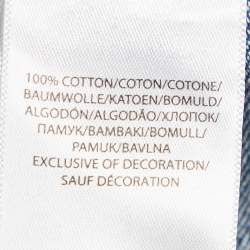 100% COTTON/COTON/COTONE/
BAUMWOLLE/KATOEN/BOMULD/
ALGODÓN/ALGODÃO/ХЛОПОК/
ПАМУК/BAMBAKI/BOMULL/
PAMUK/BAVLNA
EXCLUSIVE OF DECORATION/
SAUF DÉCORATION